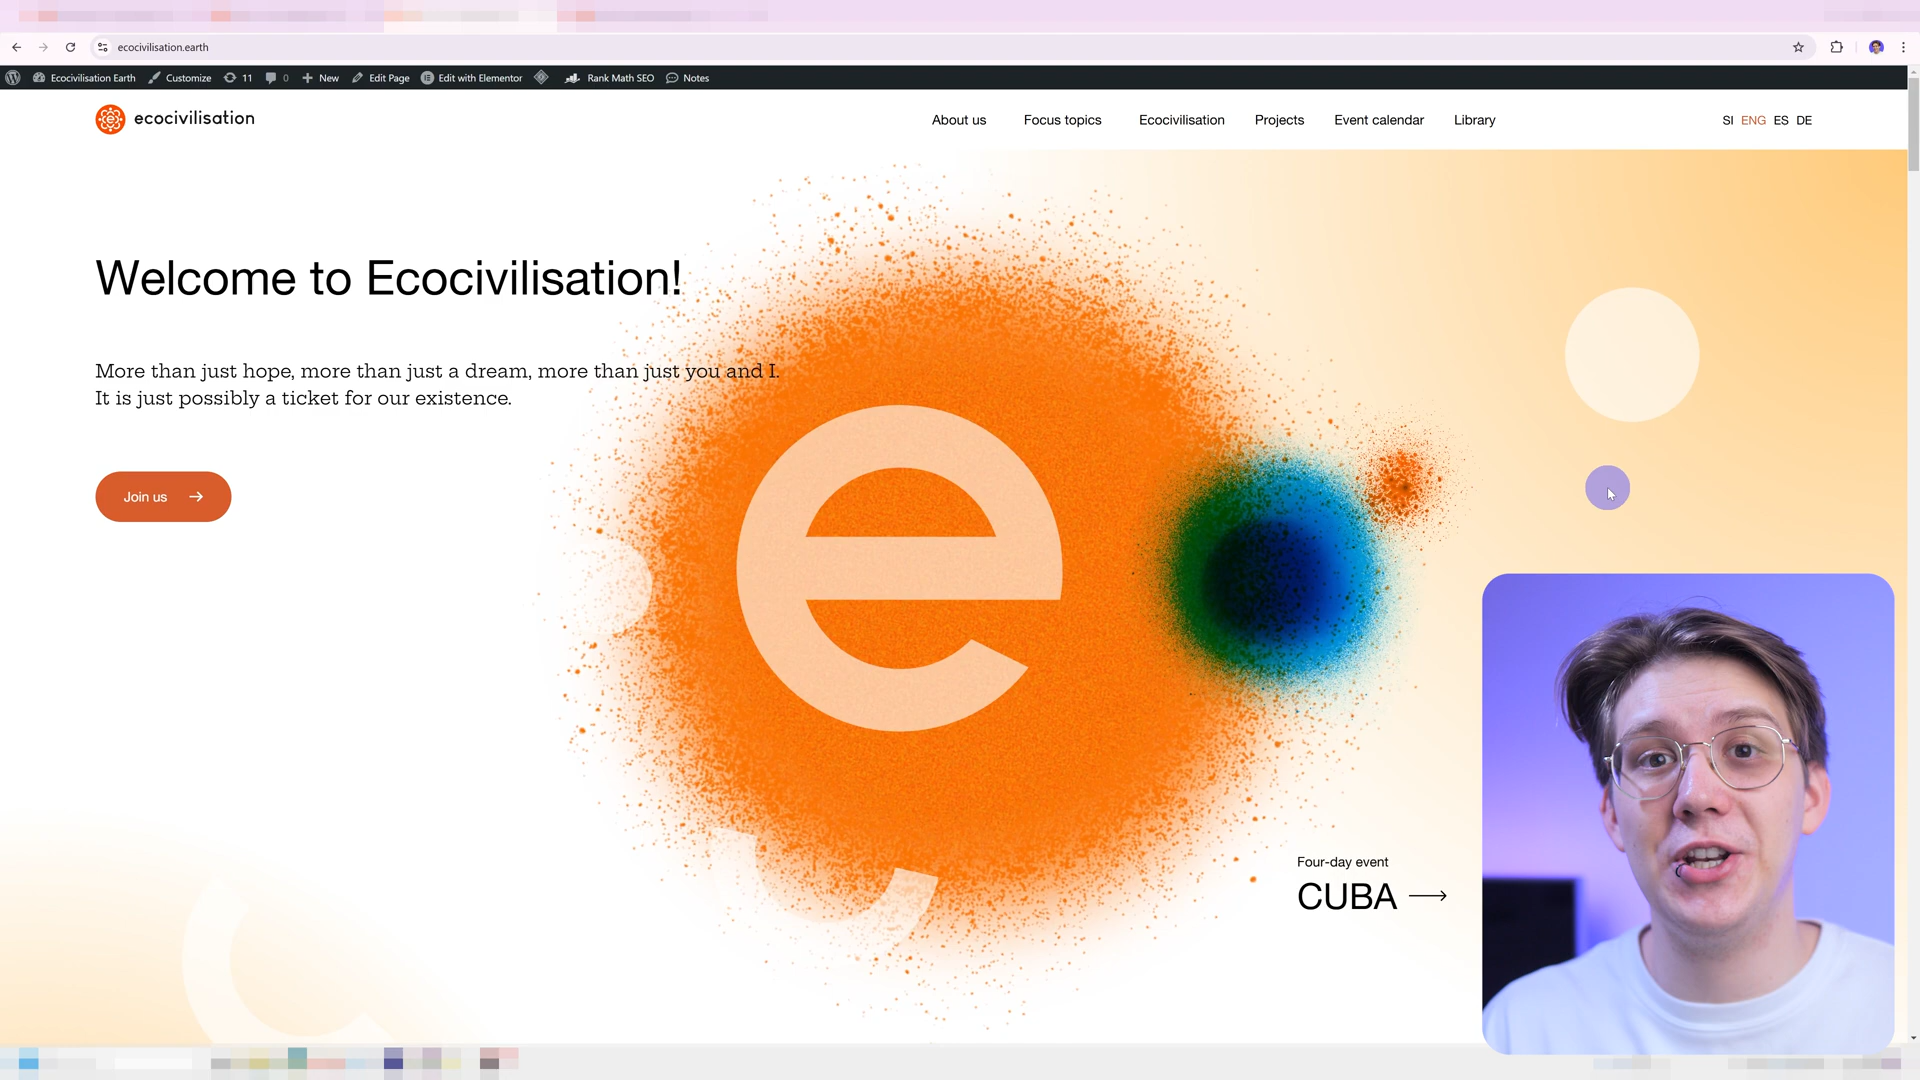 ecocivilisation.earth
Ecocivilisation Earth Customize 11 0 New Edit Page Edit with Elementor Rank Math SEO Notes
e ecocivilisation About us Focus topics Ecocivilisation Projects Event calendar Library SI ENG ES DE
Welcome to Ecocivilisation!
More than just hope, more than just a dream, more than just you and I.
It is just possibly a ticket for our existence.
Join us
e
Four-day event
CUBA